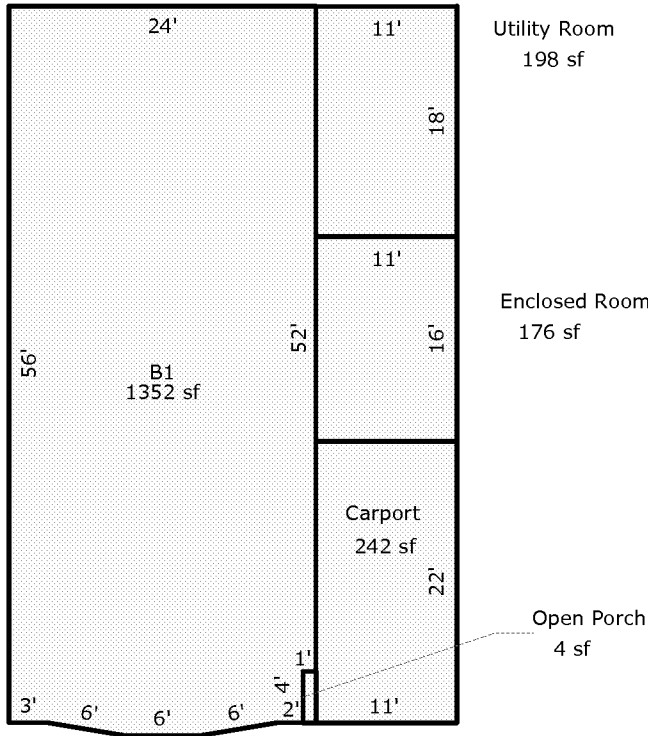 24'
11'
Utility Room
198 sf
18'
11'
Enclosed Room
176 sf
16'
52'
56'
B1
1352 sf
Carport
242 sf
22'
Open Porch
4 sf
1'
4'
3'
6'
6'
6'
2'
11'